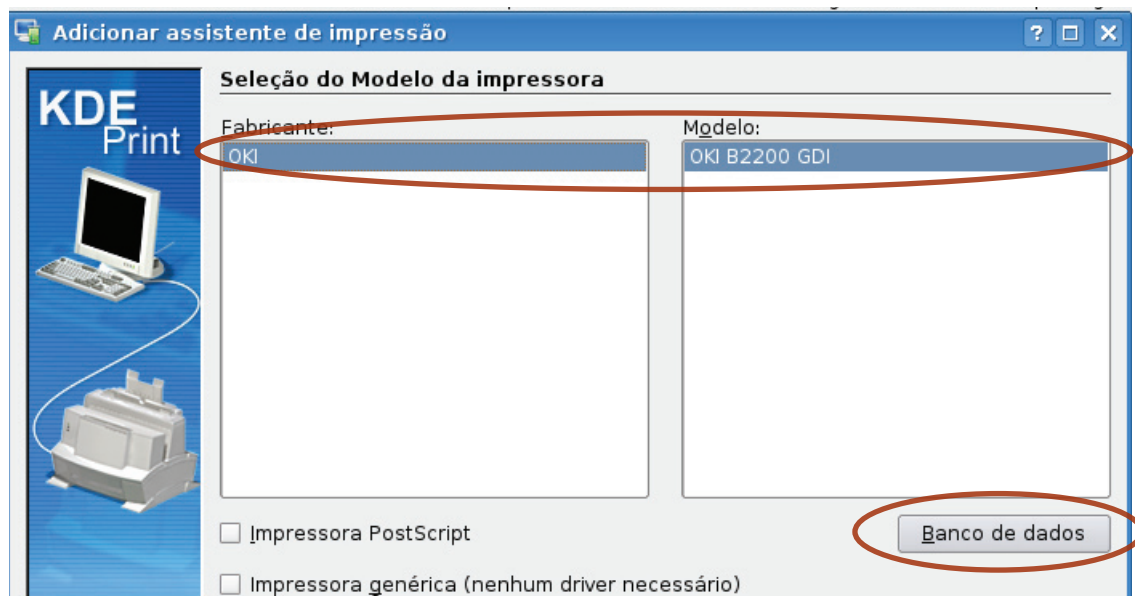 Adicionar assistente de impressão
KDE
Print
Seleção do Modelo da impressora
Fabricante:
Modelo:
OKI
OKI B2200 GDI
Impressora PostScript
Banco de dados
Impressora genérica (nenhum driver necessário)